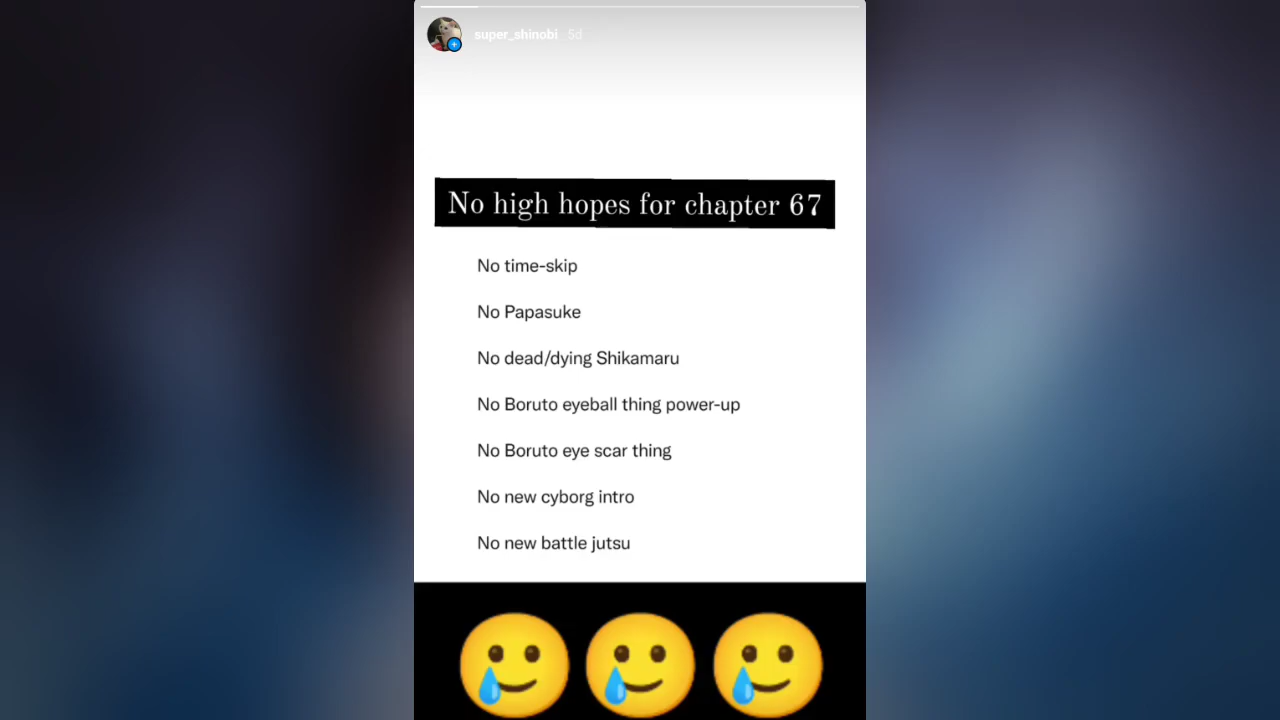 super_shinobi 5d
No high hopes for chapter 67
No time-skip
No Papasuke
No dead/dying Shikamaru
No Boruto eyeball thing power-up
No Boruto eye scar thing
No new cyborg intro
No new battle jutsu